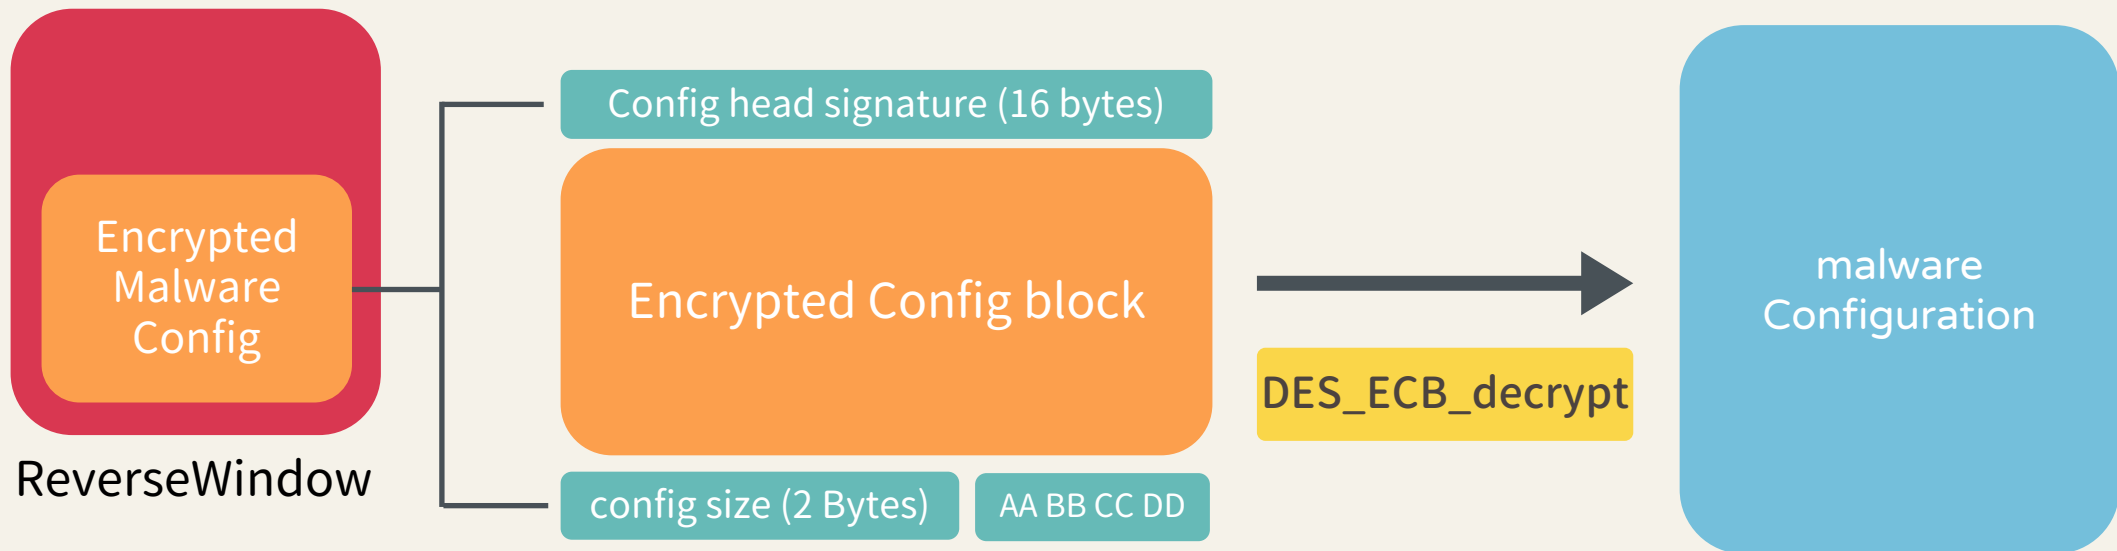 Encrypted
Malware
Config
ReverseWindow
Config head signature (16 bytes)
Encrypted Config block
config size (2 Bytes)
AA BB CC DD
DES_ECB_decrypt
malware
Configuration